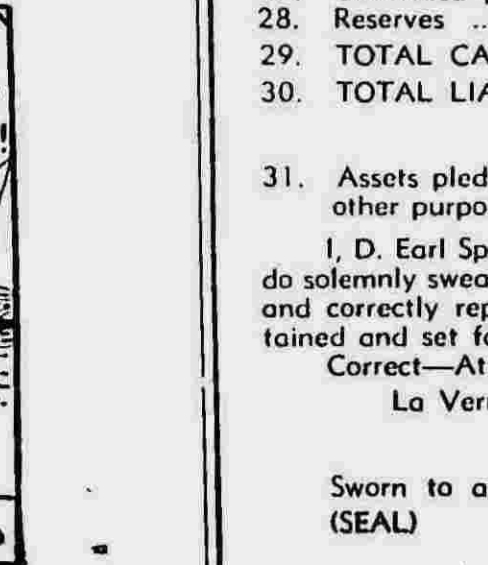 28. Reserves ..
29. TOTAL CA
30. TOTAL LIA
31. Assets pled
other purpo
I, D. Earl Sp
do solemnly swea
and correctly rep
tained and set fo
Correct—At
La Ver
Sworn to a
(SEAL)